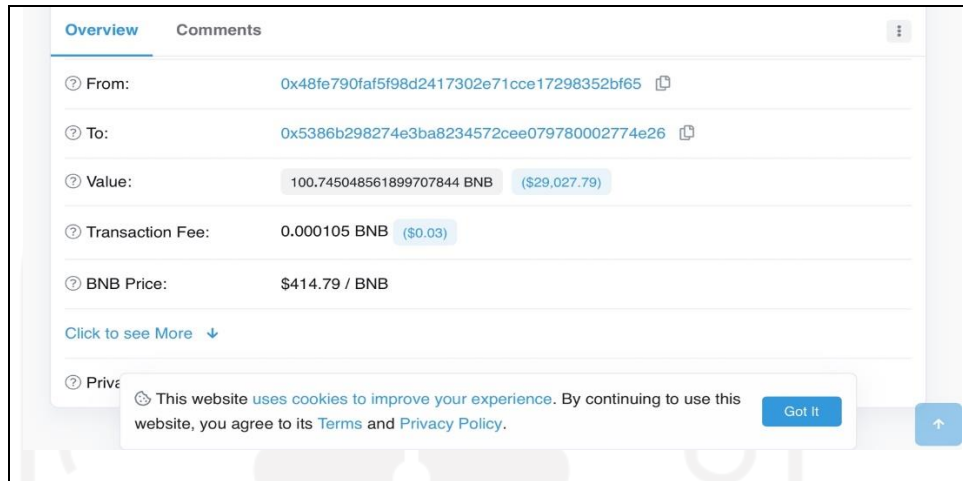 Overview Comments
From: 0x48fe790faf5f98d2417302e71cce17298352bf65
To: 0x5386b298274e3ba8234572cee079780002774e26
Value: 100.745048561899707844 BNB ($29,027.79)
Transaction Fee: 0.000105 BNB ($0.03)
BNB Price: $414.79 / BNB
Click to see More
Priva
This website uses cookies to improve your experience. By continuing to use this
website, you agree to its Terms and Privacy Policy.
Got It